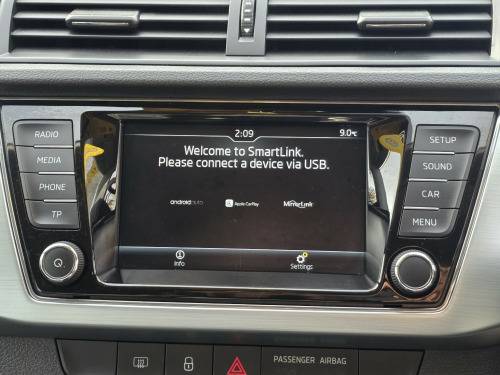 RADIO
MEDIA
PHONE
TP
2:09
9.0℃
Welcome to SmartLink.
Please connect a device via USB.
androidauto
Apple CarPlay
MirrorLink
Info
Settings
SETUP
SOUND
CAR
MENU
PASSENGER AIRBAG